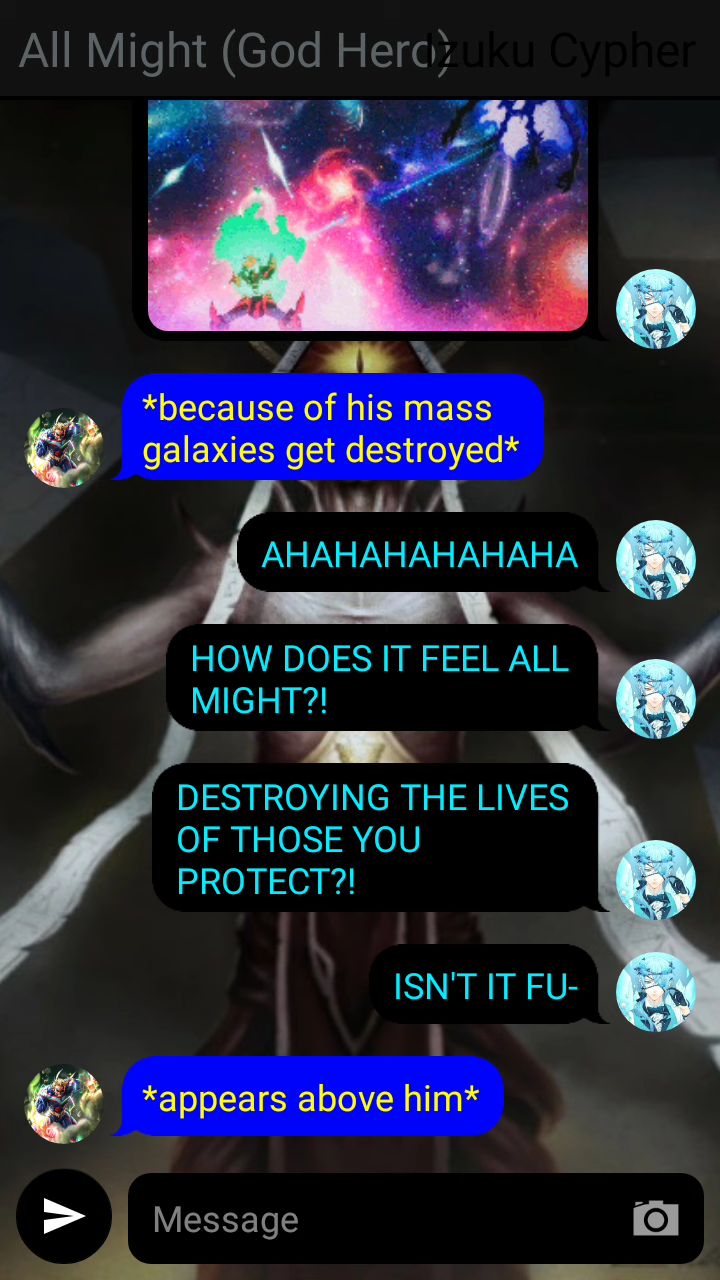 All Might (God Hero)
Izuku Cypher
*because of his mass
galaxies get destroyed*
AHAHAHAHAHAHA
HOW DOES IT FEEL ALL
MIGHT?!
DESTROYING THE LIVES
OF THOSE YOU
PROTECT?!
ISN'T IT FU-
*appears above him*
Message